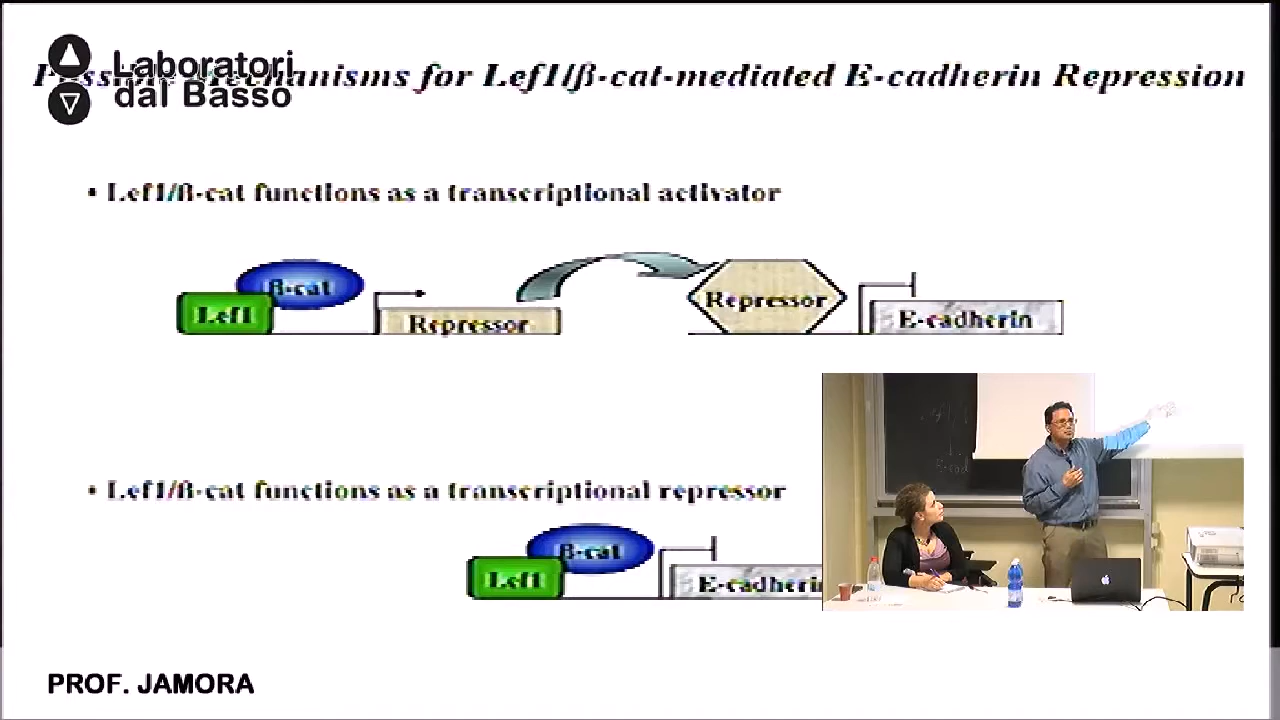 Laboratori
dal Basso
Mechanisms for Lef1/ß-cat-mediated E-cadherin Repression
• Lef1/ß-cat functions as a transcriptional activator
ß-cat
Lef1
Repressor
Repressor
E-cadherin
• Lef1/ß-cat functions as a transcriptional repressor
ß-cat
Lef1
E-cadherin
PROF. JAMORA